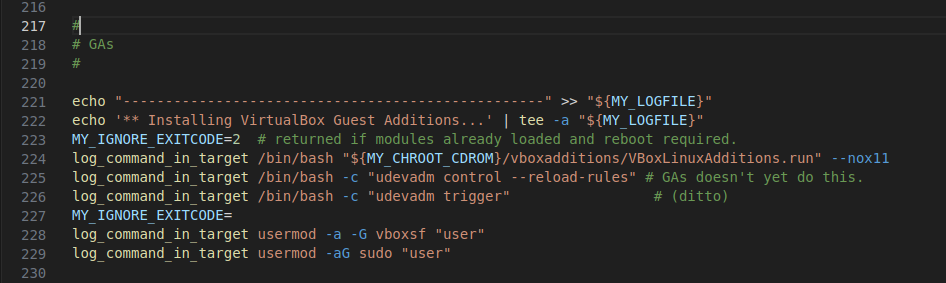 216
217 #
218 # GAs
219 #
220
221 echo "--------------------------------------------------" >> "${MY_LOGFILE}"
222 echo '** Installing VirtualBox Guest Additions...' | tee -a "${MY_LOGFILE}"
223 MY_IGNORE_EXITCODE=2  # returned if modules already loaded and reboot required.
224 log_command_in_target /bin/bash "${MY_CHROOT_CDROM}/vboxadditions/VBoxLinuxAdditions.run" --nox11
225 log_command_in_target /bin/bash -c "udevadm control --reload-rules" # GAs doesn't yet do this.
226 log_command_in_target /bin/bash -c "udevadm trigger"                 # (ditto)
227 MY_IGNORE_EXITCODE=
228 log_command_in_target usermod -a -G vboxsf "user"
229 log_command_in_target usermod -aG sudo "user"
230